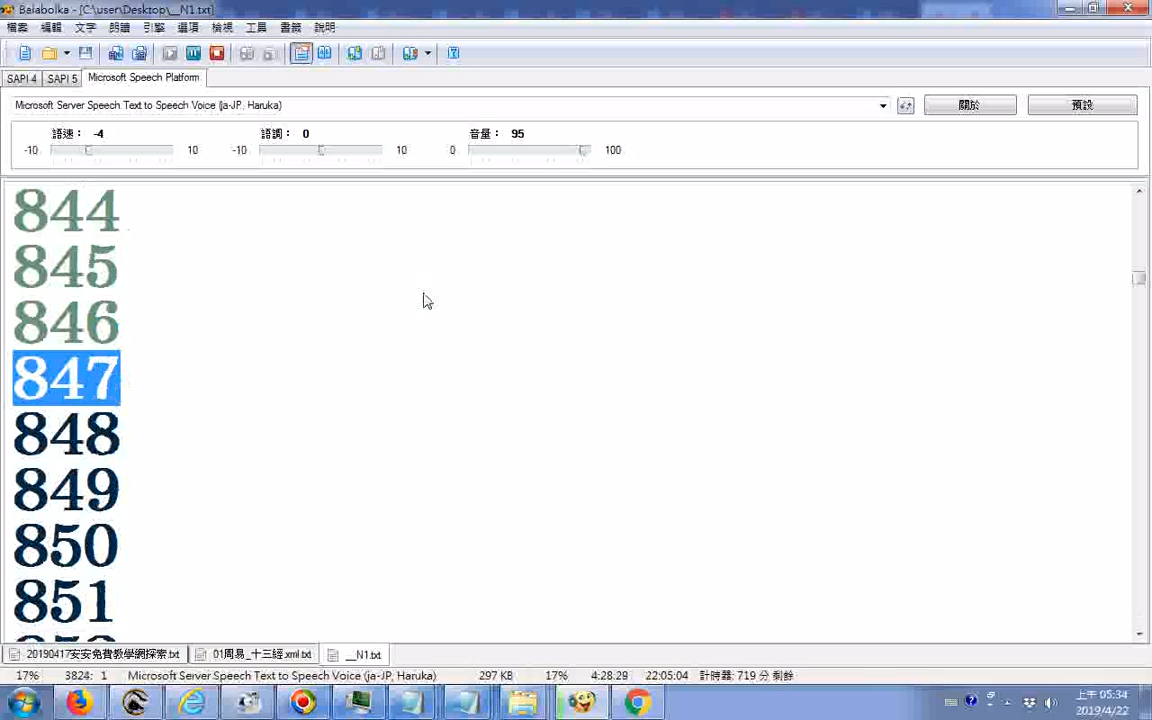 Balabolka - [C:\user\Desktop\__N1.txt]
檔案 編輯 文字 朗讀 引擎 選項 檢視 工具 書籤 說明
SAPI 4 SAPI 5 Microsoft Speech Platform
Microsoft Server Speech Text to Speech Voice (ja-JP, Haruka) 關於 預設
語速： -4 語調： 0 音量： 95
-10 10 -10 10 0 100
844
845
846
847
848
849
850
851
20190417安安免費教學網探索.txt 01周易_十三經.xml.txt __N1.txt
17% 3824: 1 Microsoft Server Speech Text to Speech Voice (ja-JP, Haruka) 297 KB 17% 4:28:29 22:05:04 計時器: 719 分 剩餘
上午 05:34
2019/4/22